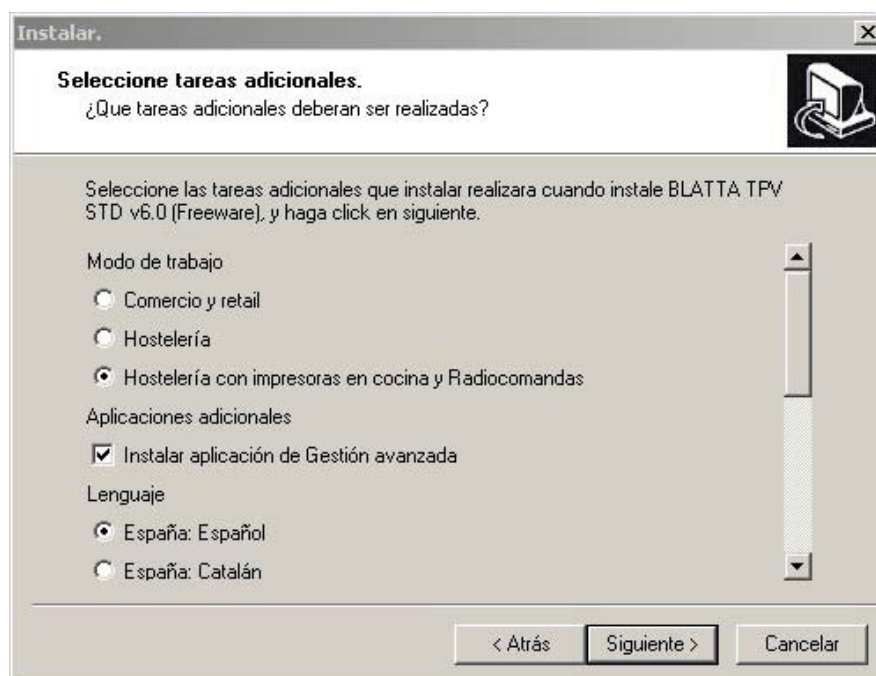 Instalar.
Seleccione tareas adicionales.
¿Que tareas adicionales deberan ser realizadas?
Seleccione las tareas adicionales que instalar realizara cuando instale BLATTA TPV
STD v6.0 (Freeware), y haga click en siguiente.
Modo de trabajo
Comercio y retail
Hostelería
Hostelería con impresoras en cocina y Radiocomandas
Aplicaciones adicionales
Instalar aplicación de Gestión avanzada
Lenguaje
España: Español
España: Catalán
< Atrás
Siguiente >
Cancelar